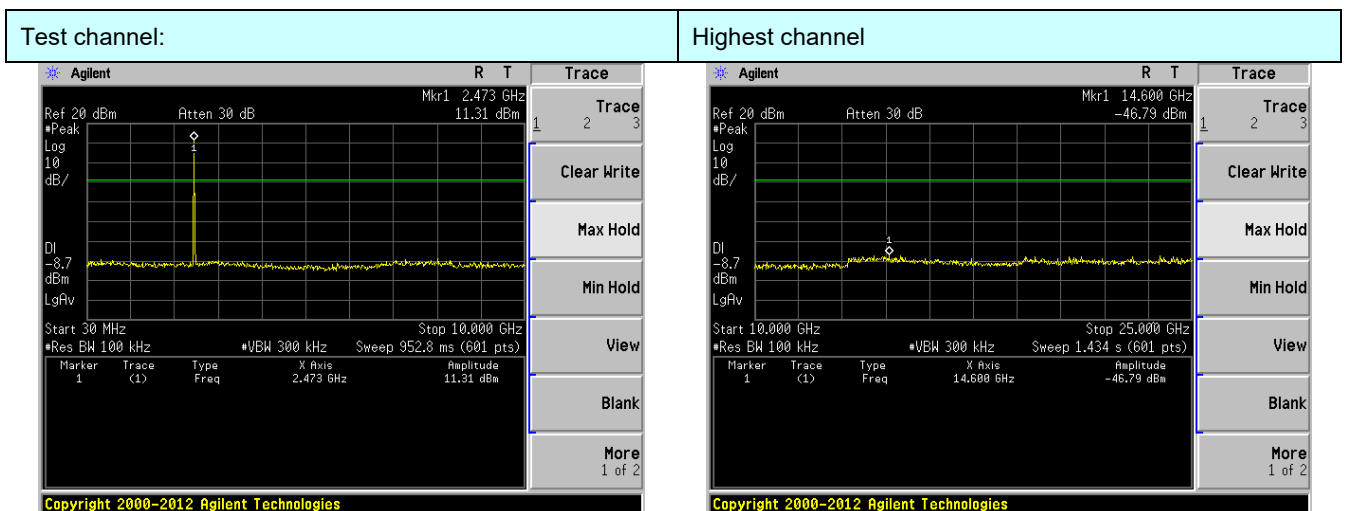 Test channel:
Highest channel
Agilent
R T
Trace
Mkr1 2.473 GHz
Ref 20 dBm
Atten 30 dB
11.31 dBm
#Peak
Log
10
dB/
1
DI
-8.7
dBm
LgAv
Start 30 MHz
Stop 10.000 GHz
#Res BW 100 kHz
#VBW 300 kHz
Sweep 952.8 ms (601 pts)
Marker Trace Type X Axis Amplitude
1 (1) Freq 2.473 GHz 11.31 dBm
Trace
1 2 3
Clear Write
Max Hold
Min Hold
View
Blank
More
1 of 2
Copyright 2000-2012 Agilent Technologies
Agilent
R T
Trace
Mkr1 14.600 GHz
Ref 20 dBm
Atten 30 dB
-46.79 dBm
#Peak
Log
10
dB/
1
DI
-8.7
dBm
LgAv
Start 10.000 GHz
Stop 25.000 GHz
#Res BW 100 kHz
#VBW 300 kHz
Sweep 1.434 s (601 pts)
Marker Trace Type X Axis Amplitude
1 (1) Freq 14.600 GHz -46.79 dBm
Trace
1 2 3
Clear Write
Max Hold
Min Hold
View
Blank
More
1 of 2
Copyright 2000-2012 Agilent Technologies